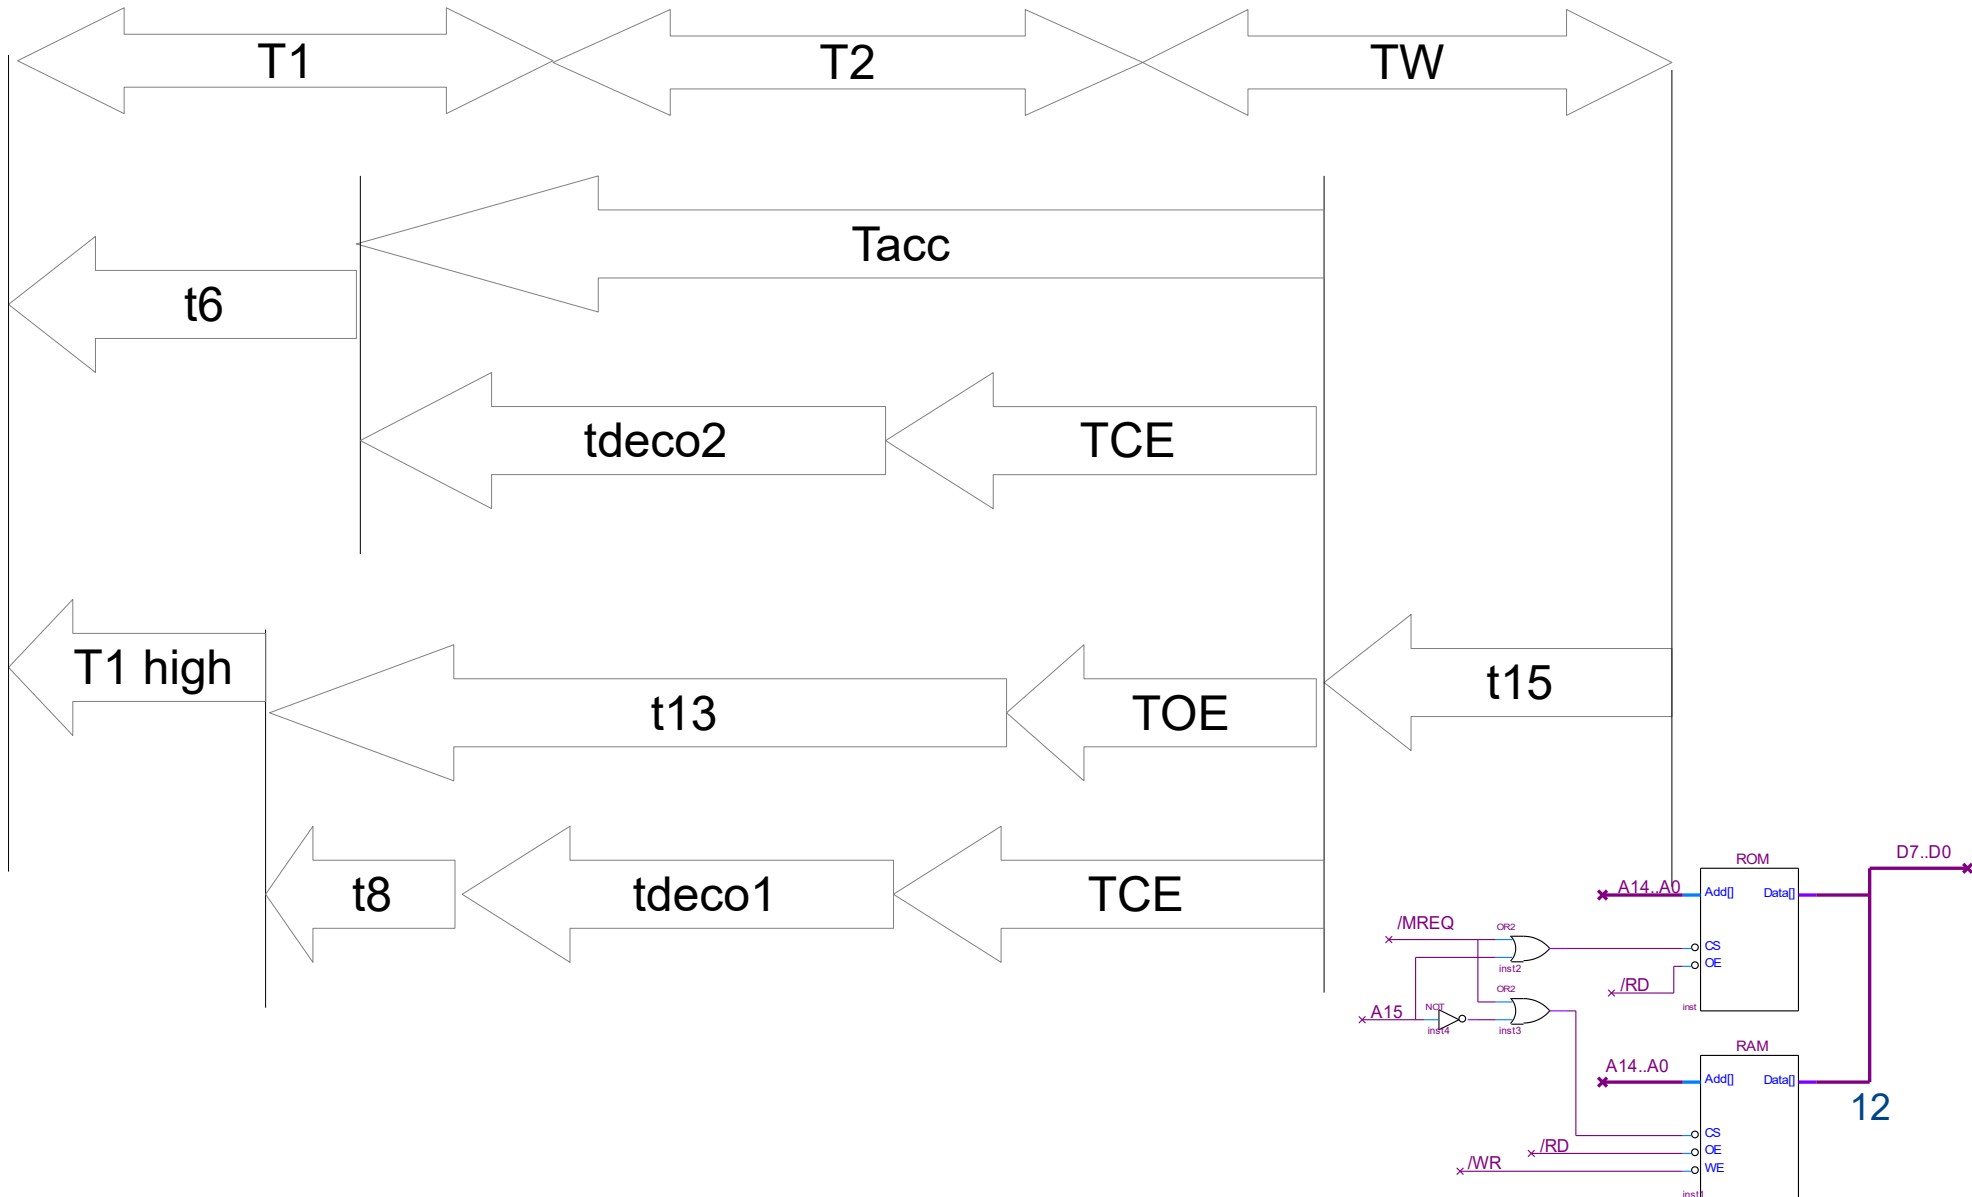 T1
T2
TW
Tacc
t6
tdeco2
TCE
T1 high
t13
TOE
t15
t8
tdeco1
TCE
ROM
D7..D0
A14..A0
Add[]
Data[]
/MREQ
OR2
CS
inst2
OE
/RD
OR2
NOT
inst
A15
inst4
inst3
RAM
A14..A0
Add[]
Data[]
12
CS
/RD
OE
/WR
WE
inst1